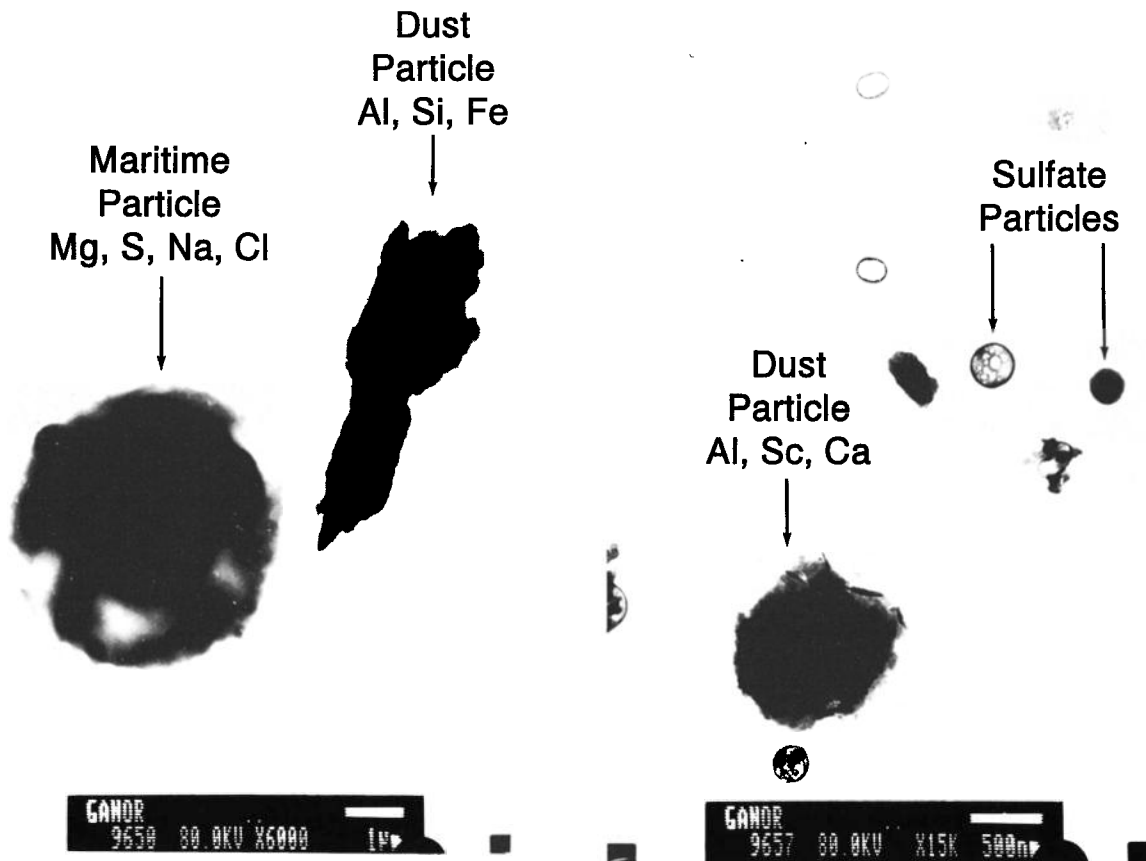 Dust
Particle
Al, Si, Fe
Maritime
Particle
Mg, S, Na, Cl
GANOR
9650 80.0KV X6000 1μ
Sulfate
Particles
Dust
Particle
Al, Sc, Ca
GANOR
9657 80.0KV X15K 500n